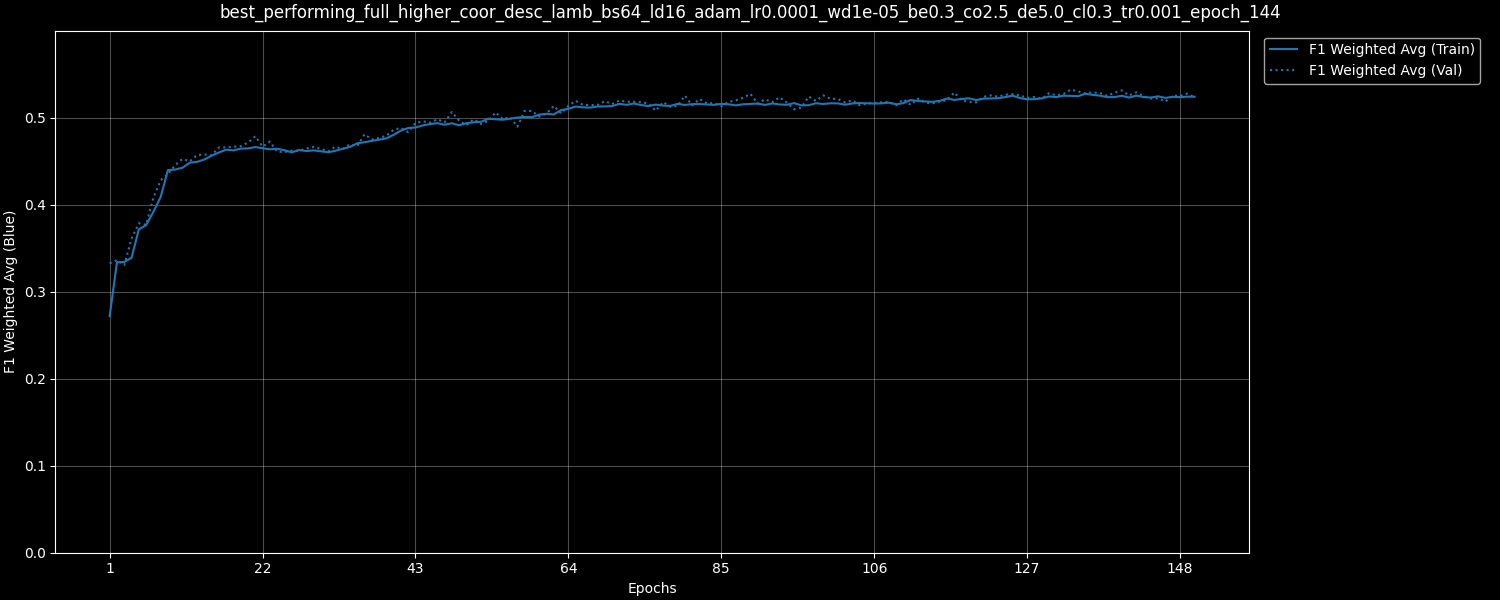 best_performing_full_higher_coor_desc_lamb_bs64_ld16_adam_lr0.0001_wd1e-05_be0.3_co2.5_de5.0_cl0.3_tr0.001_epoch_144
F1 Weighted Avg (Train)
F1 Weighted Avg (Val)
F1 Weighted Avg (Blue)
0.5
0.4
0.3
0.2
0.1
0.0
1 22 43 64 85 106 127 148
Epochs